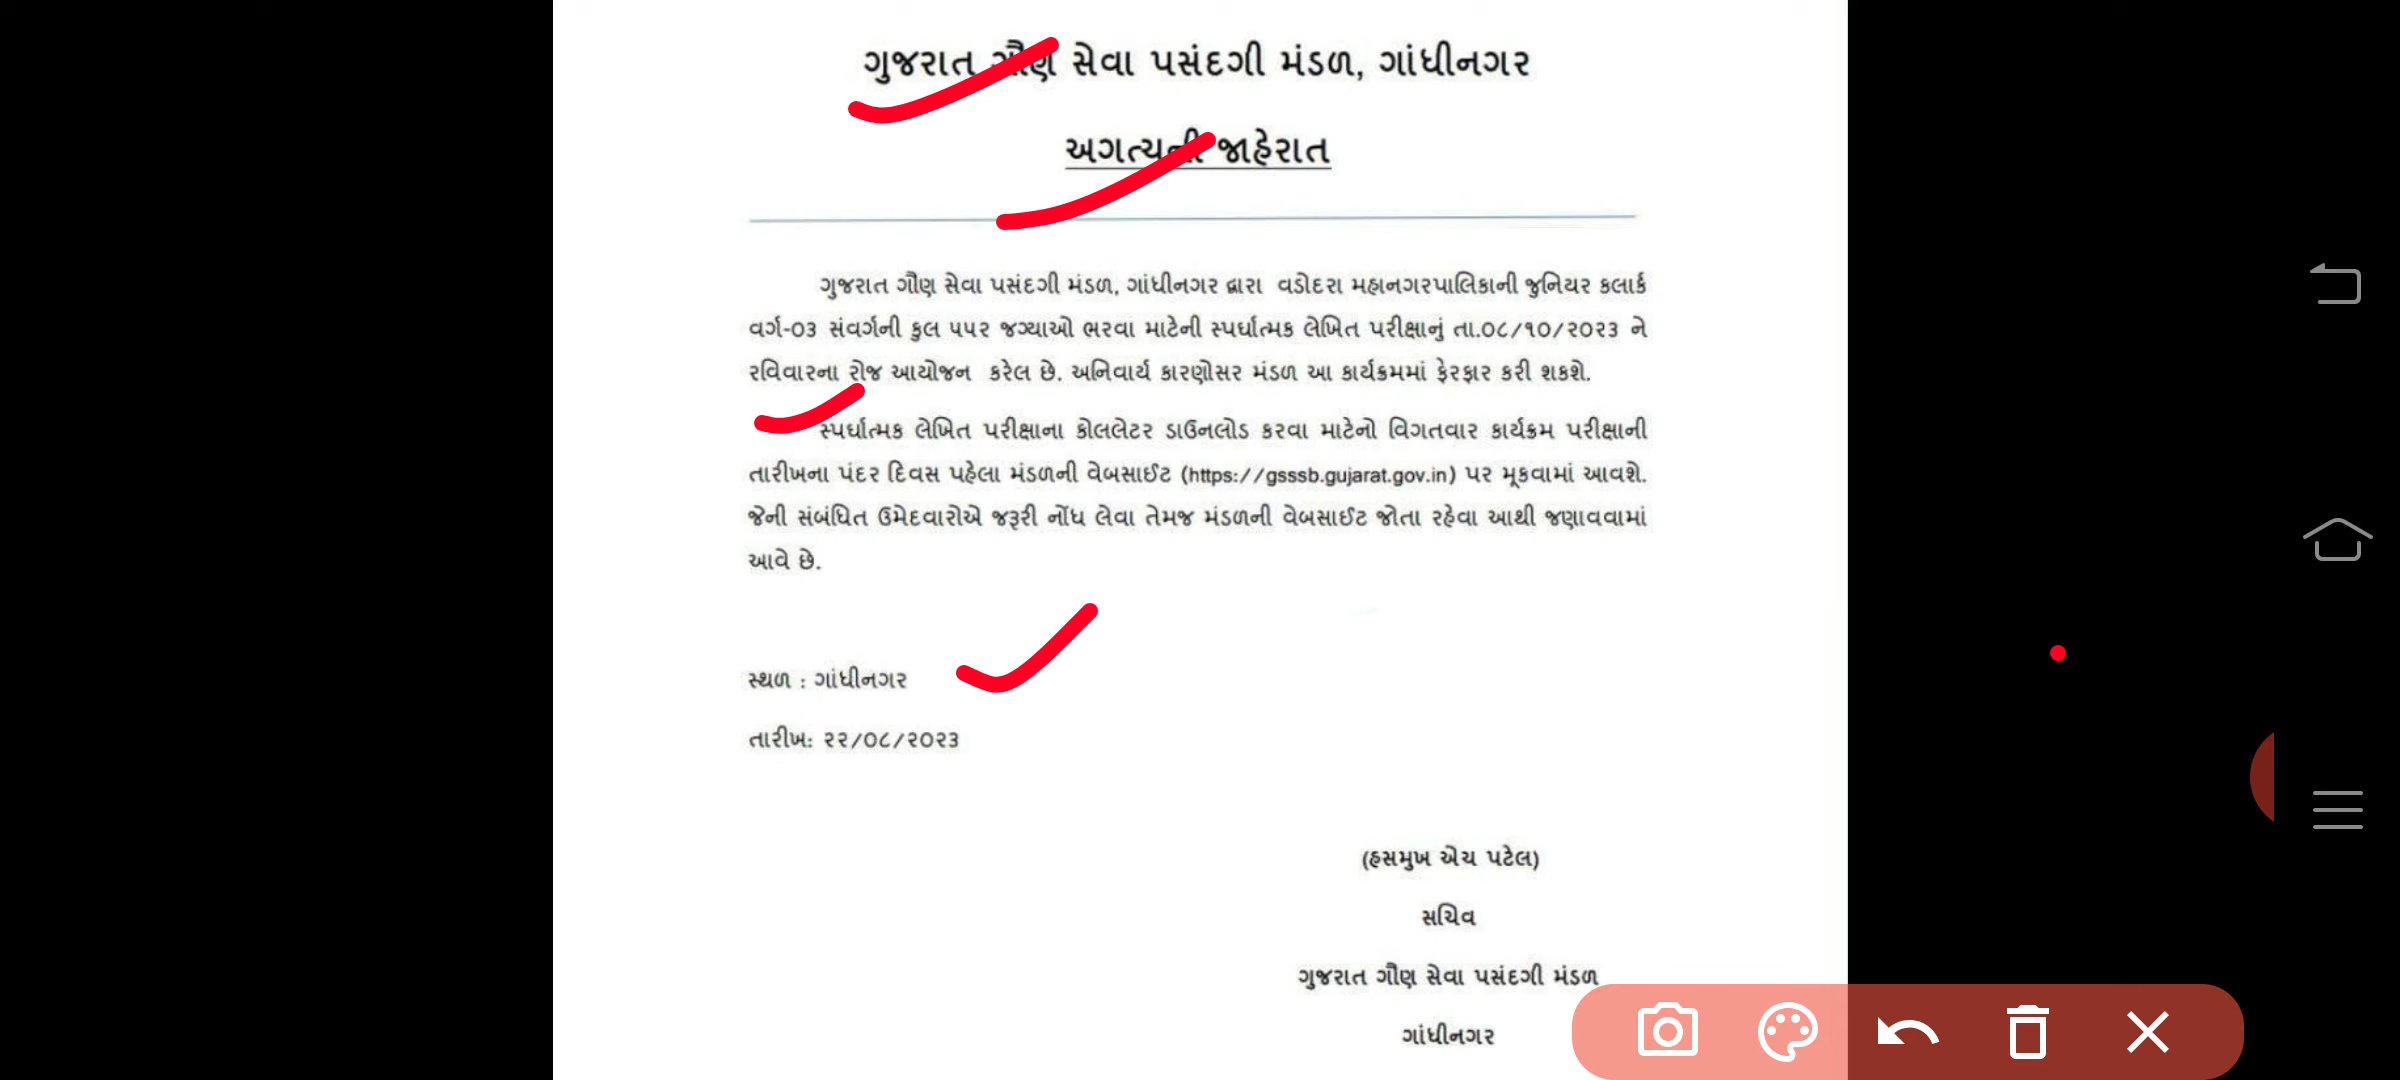 ગુજરાત ગૌણ સેવા પસંદગી મંડળ, ગાંધીનગર
અગત્યની જાહેરાત
ગુજરાત ગૌણ સેવા પસંદગી મંડળ, ગાંધીનગર દ્વારા વડોદરા મહાનગરપાલિકાની જુનિયર કલાર્ક
વર્ગ-૦૩ સંવર્ગની કુલ ૫૫૨ જગ્યાઓ ભરવા માટેની સ્પર્ધાત્મક લેખિત પરીક્ષાનું તા.૦૮/૧૦/૨૦૨૩ ને
રવિવારના રોજ આયોજન કરેલ છે. અનિવાર્ય કારણોસર મંડળ આ કાર્યક્રમમાં ફેરફાર કરી શકશે.
સ્પર્ધાત્મક લેખિત પરીક્ષાના કોલલેટર ડાઉનલોડ કરવા માટેનો વિગતવાર કાર્યક્રમ પરીક્ષાની
તારીખના પંદર દિવસ પહેલા મંડળની વેબસાઈટ (https://gsssb.gujarat.gov.in) પર મૂકવામાં આવશે.
જેની સંબંધિત ઉમેદવારોએ જરૂરી નોંધ લેવા તેમજ મંડળની વેબસાઈટ જોતા રહેવા આથી જણાવવામાં
આવે છે.
સ્થળ : ગાંધીનગર
તારીખ: ૨૨/૦૮/૨૦૨૩
(હસમુખ એચ પટેલ)
સચિવ
ગુજરાત ગૌણ સેવા પસંદગી મંડળ
ગાંધીનગર